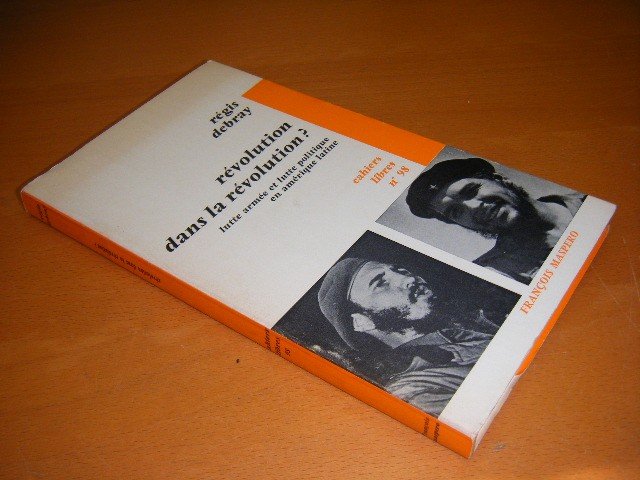 régis
debray
révolution
dans la révolution?
lutte armée et lutte politique
en amérique latine
cahiers
libres
n° 98
FRANÇOIS MASPERO